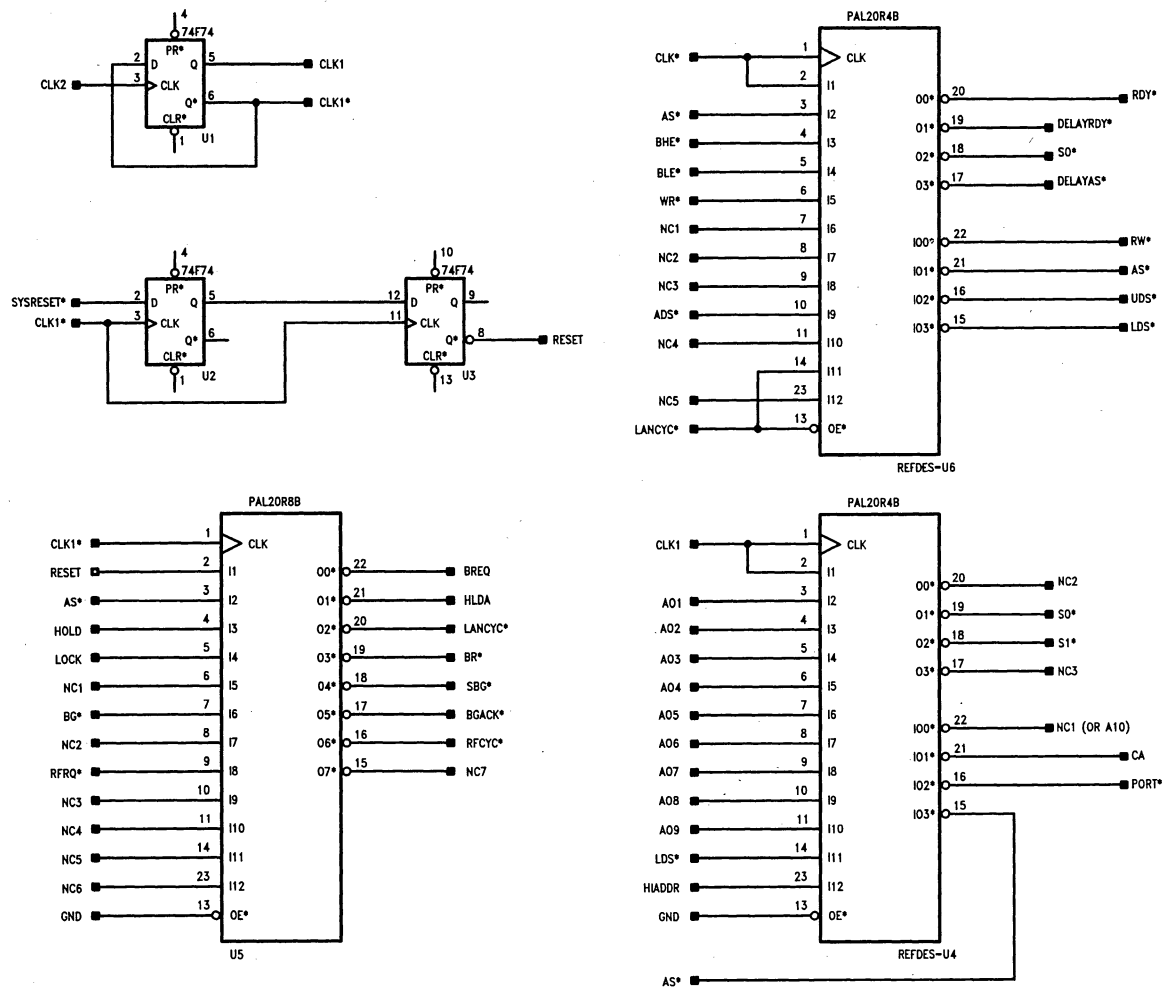 4
74F74
PR*
2 D Q 5 CLK1
CLK2 3 CLK
Q* 6 CLK1*
CLR*
1 U1
4
74F74
PR*
SYSRESET* 2 D Q 5
CLK1* 3 CLK
Q* 6
CLR*
1 U2
10
74F74
PR*
12 D Q 9
11 CLK
Q* 8 RESET
CLR*
13 U3
PAL20R4B
CLK* 1 CLK
2 I1
AS* 3 I2
BHE* 4 I3
BLE* 5 I4
WR* 6 I5
NC1 7 I6
NC2 8 I7
NC3 9 I8
ADS* 10 I9
NC4 11 I10
14 I11
NC5 23 I12
LANCYC* 13 OE*
O0* 20 RDY*
O1* 19 DELAYRDY*
O2* 18 S0*
O3* 17 DELAYAS*
IO0* 22 RW*
IO1* 21 AS*
IO2* 16 UDS*
IO3* 15 LDS*
REFDES-U6
PAL20R8B
CLK1* 1 CLK
RESET 2 I1
AS* 3 I2
HOLD 4 I3
LOCK 5 I4
NC1 6 I5
BG* 7 I6
NC2 8 I7
RFRQ* 9 I8
NC3 10 I9
NC4 11 I10
NC5 14 I11
NC6 23 I12
GND 13 OE*
O0* 22 BREQ
O1* 21 HLDA
O2* 20 LANCYC*
O3* 19 BR*
O4* 18 SBG*
O5* 17 BGACK*
O6* 16 RFCYC*
O7* 15 NC7
U5
PAL20R4B
CLK1 1 CLK
2 I1
A01 3 I2
A02 4 I3
A03 5 I4
A04 6 I5
A05 7 I6
A06 8 I7
A07 9 I8
A08 10 I9
A09 11 I10
LDS* 14 I11
HIADDR 23 I12
GND 13 OE*
O0* 20 NC2
O1* 19 S0*
O2* 18 S1*
O3* 17 NC3
IO0* 22 NC1 (OR A10)
IO1* 21 CA
IO2* 16 PORT*
IO3* 15
REFDES-U4
AS*